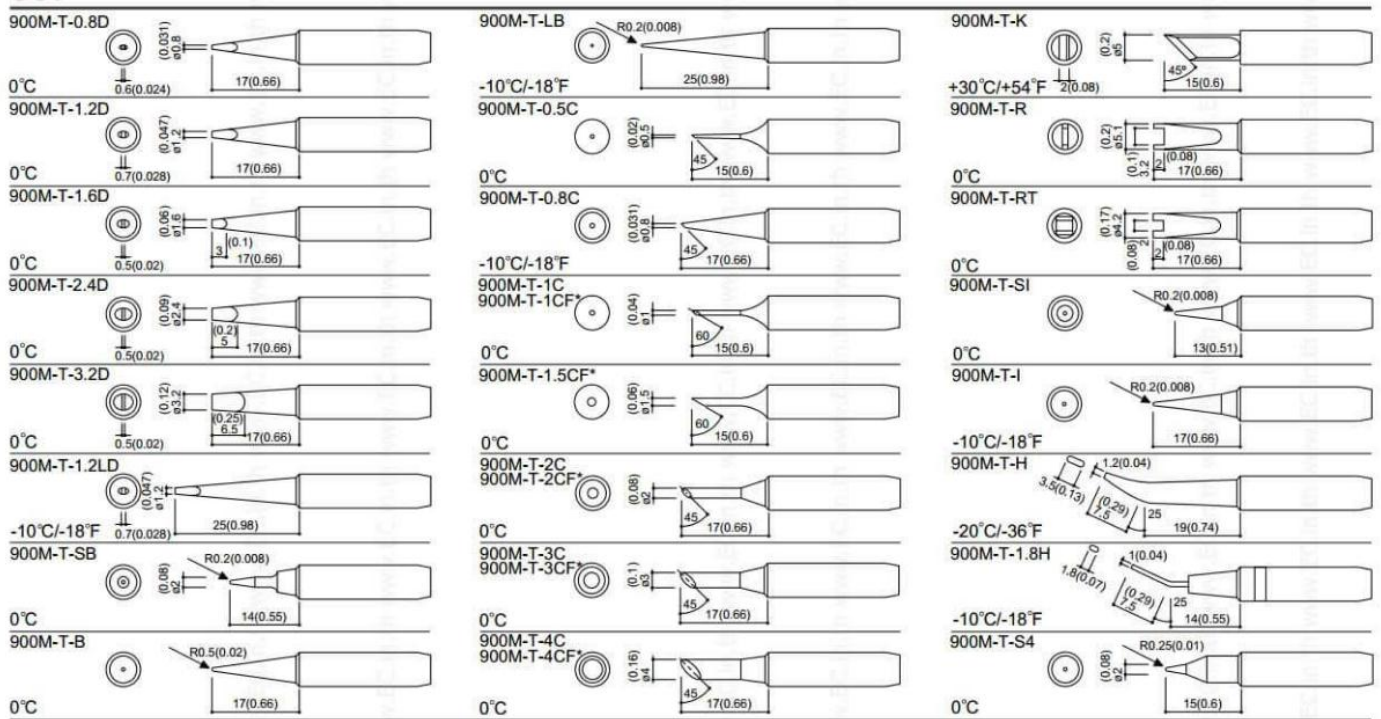 900M-T-0.8D
(0.031)
ø0.8
17(0.66)
0°C
0.6(0.024)
900M-T-1.2D
(0.047)
ø1.2
17(0.66)
0°C
0.7(0.028)
900M-T-1.6D
(0.06)
ø1.6
(0.1)
3
17(0.66)
0°C
0.5(0.02)
900M-T-2.4D
(0.09)
ø2.4
(0.2)
5
17(0.66)
0°C
0.5(0.02)
900M-T-3.2D
(0.12)
ø3.2
(0.25)
6.5
17(0.66)
0°C
0.5(0.02)
900M-T-1.2LD
(0.047)
ø1.2
25(0.98)
-10°C/-18°F
0.7(0.028)
900M-T-SB
R0.2(0.008)
(0.08)
ø2
14(0.55)
0°C
900M-T-B
R0.5(0.02)
17(0.66)
0°C
900M-T-LB
R0.2(0.008)
25(0.98)
-10°C/-18°F
900M-T-0.5C
(0.02)
ø0.5
45
15(0.6)
0°C
900M-T-0.8C
(0.031)
ø0.8
45
17(0.66)
-10°C/-18°F
900M-T-1C
900M-T-1CF*
(0.04)
ø1
60
15(0.6)
0°C
900M-T-1.5CF*
(0.06)
ø1.5
60
15(0.6)
0°C
900M-T-2C
900M-T-2CF*
(0.08)
ø2
45
17(0.66)
0°C
900M-T-3C
900M-T-3CF*
(0.1)
ø3
45
17(0.66)
0°C
900M-T-4C
900M-T-4CF*
(0.16)
ø4
45
17(0.66)
0°C
900M-T-K
(0.2)
ø5
45°
15(0.6)
+30°C/+54°F
2(0.08)
900M-T-R
(0.2)
ø5.1
(0.1)
3.2
2
(0.08)
17(0.66)
0°C
900M-T-RT
(0.17)
ø4.2
(0.08)
2
2
(0.08)
17(0.66)
0°C
900M-T-SI
R0.2(0.008)
13(0.51)
0°C
900M-T-I
R0.2(0.008)
17(0.66)
-10°C/-18°F
900M-T-H
1.2(0.04)
3.5(0.13)
(0.29)
7.5
25
19(0.74)
-20°C/-36°F
900M-T-1.8H
1(0.04)
1.8(0.07)
(0.29)
7.5
25
14(0.55)
-10°C/-18°F
900M-T-S4
R0.25(0.01)
(0.08)
ø2
15(0.6)
0°C